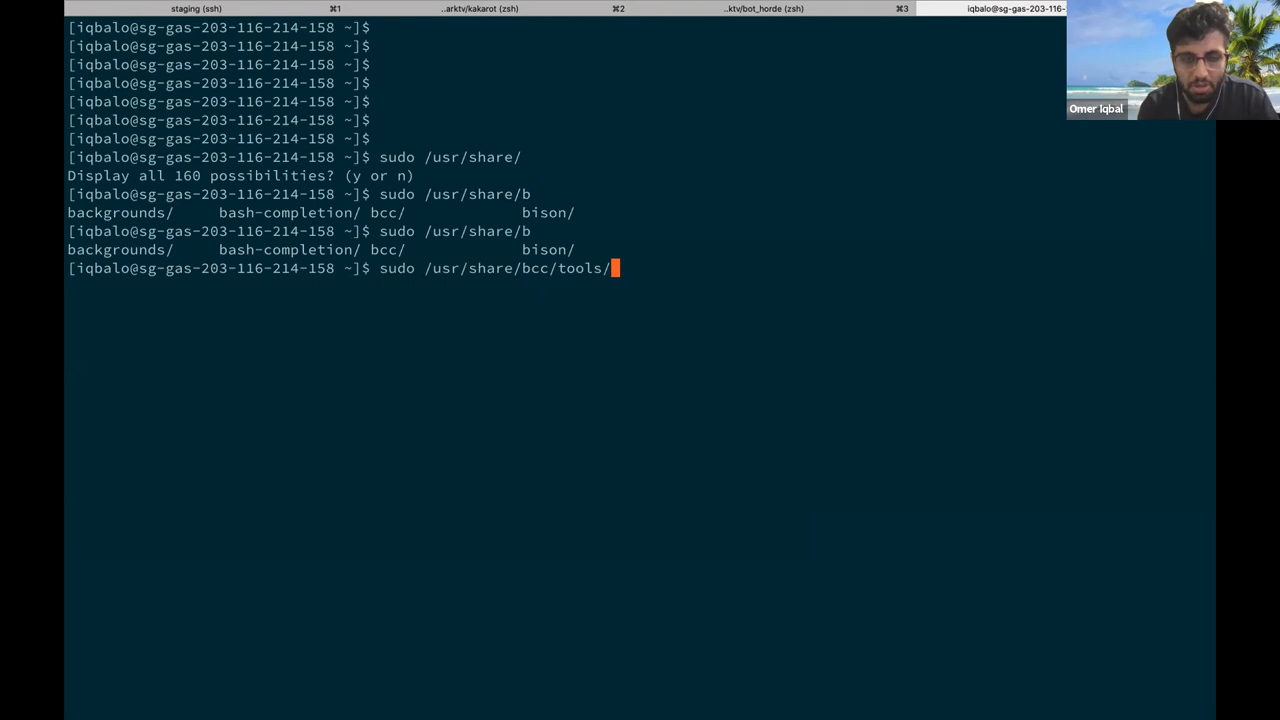 staging (ssh) ⌘1 ..arktv/kakarot (zsh) ⌘2 ..ktv/bot_horde (zsh) ⌘3 iqbalo@sg-gas-203-116-
[iqbalo@sg-gas-203-116-214-158 ~]$
[iqbalo@sg-gas-203-116-214-158 ~]$
[iqbalo@sg-gas-203-116-214-158 ~]$
[iqbalo@sg-gas-203-116-214-158 ~]$
[iqbalo@sg-gas-203-116-214-158 ~]$
[iqbalo@sg-gas-203-116-214-158 ~]$
[iqbalo@sg-gas-203-116-214-158 ~]$
[iqbalo@sg-gas-203-116-214-158 ~]$ sudo /usr/share/
Display all 160 possibilities? (y or n)
[iqbalo@sg-gas-203-116-214-158 ~]$ sudo /usr/share/b
backgrounds/ bash-completion/ bcc/ bison/
[iqbalo@sg-gas-203-116-214-158 ~]$ sudo /usr/share/b
backgrounds/ bash-completion/ bcc/ bison/
[iqbalo@sg-gas-203-116-214-158 ~]$ sudo /usr/share/bcc/tools/
Omer Iqbal